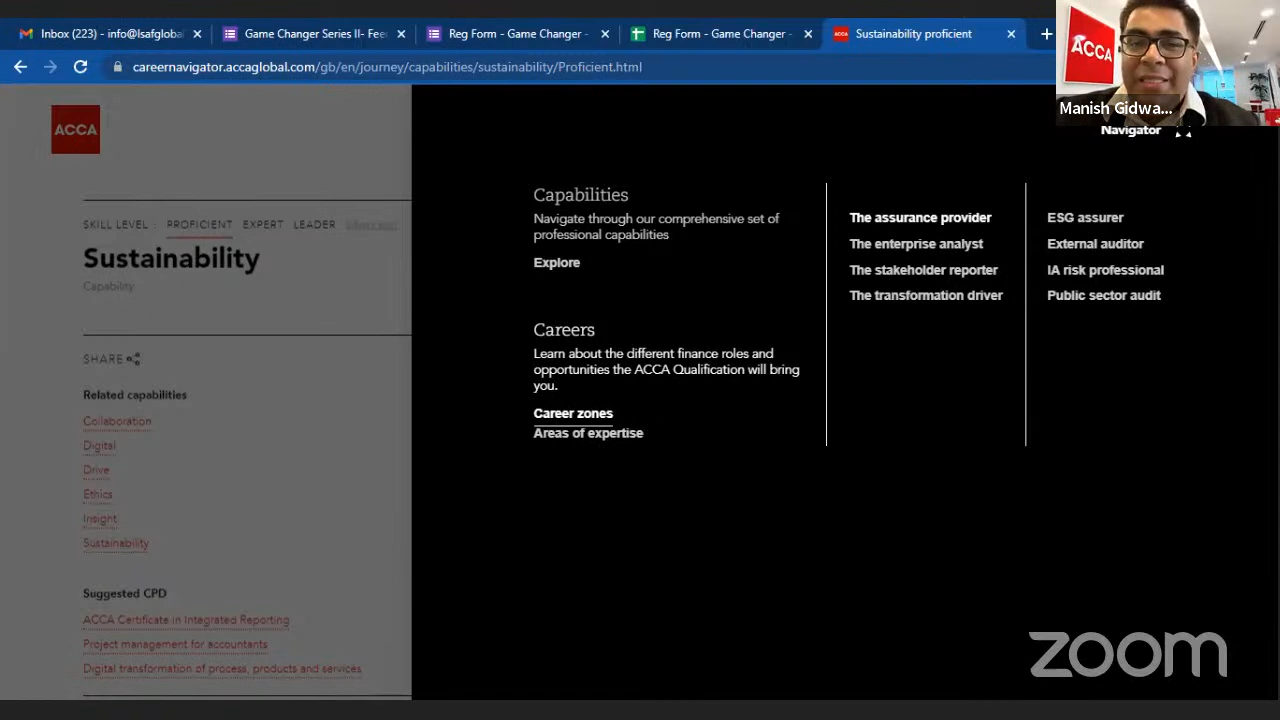 Inbox (223) - info@lsafglobal
Game Changer Series II- Fee
Reg Form - Game Changer -
Reg Form - Game Changer -
Sustainability proficient
careernavigator.accaglobal.com/gb/en/journey/capabilities/sustainability/Proficient.html
ACCA
Manish Gidwa...
Navigator
ACCA
SKILL LEVEL : PROFICIENT EXPERT LEADER
Sustainability
Capability
SHARE
Related capabilities
Collaboration
Digital
Drive
Ethics
Insight
Sustainability
Suggested CPD
ACCA Certificate in Integrated Reporting
Project management for accountants
Digital transformation of process, products and services
Capabilities
Navigate through our comprehensive set of
professional capabilities
Explore
Careers
Learn about the different finance roles and
opportunities the ACCA Qualification will bring
you.
Career zones
Areas of expertise
The assurance provider
The enterprise analyst
The stakeholder reporter
The transformation driver
ESG assurer
External auditor
IA risk professional
Public sector audit
zoom